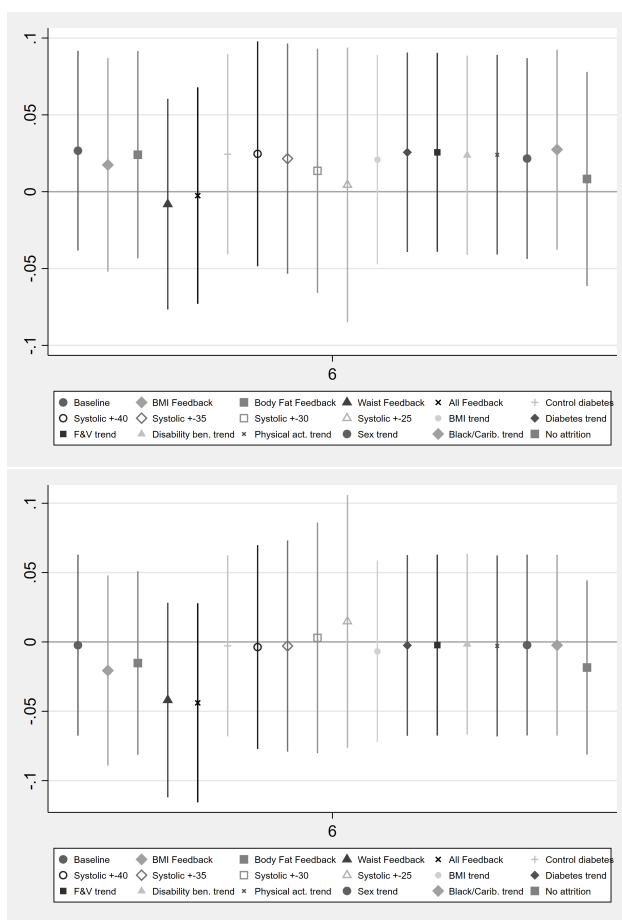 .1
.05
0
-.05
-.1
6
Baseline BMI Feedback Body Fat Feedback Waist Feedback All Feedback Control diabetes
Systolic +-40 Systolic +-35 Systolic +-30 Systolic +-25 BMI trend Diabetes trend
F&V trend Disability ben. trend Physical act. trend Sex trend Black/Carib. trend No attrition
.1
.05
0
-.05
-.1
6
Baseline BMI Feedback Body Fat Feedback Waist Feedback All Feedback Control diabetes
Systolic +-40 Systolic +-35 Systolic +-30 Systolic +-25 BMI trend Diabetes trend
F&V trend Disability ben. trend Physical act. trend Sex trend Black/Carib. trend No attrition